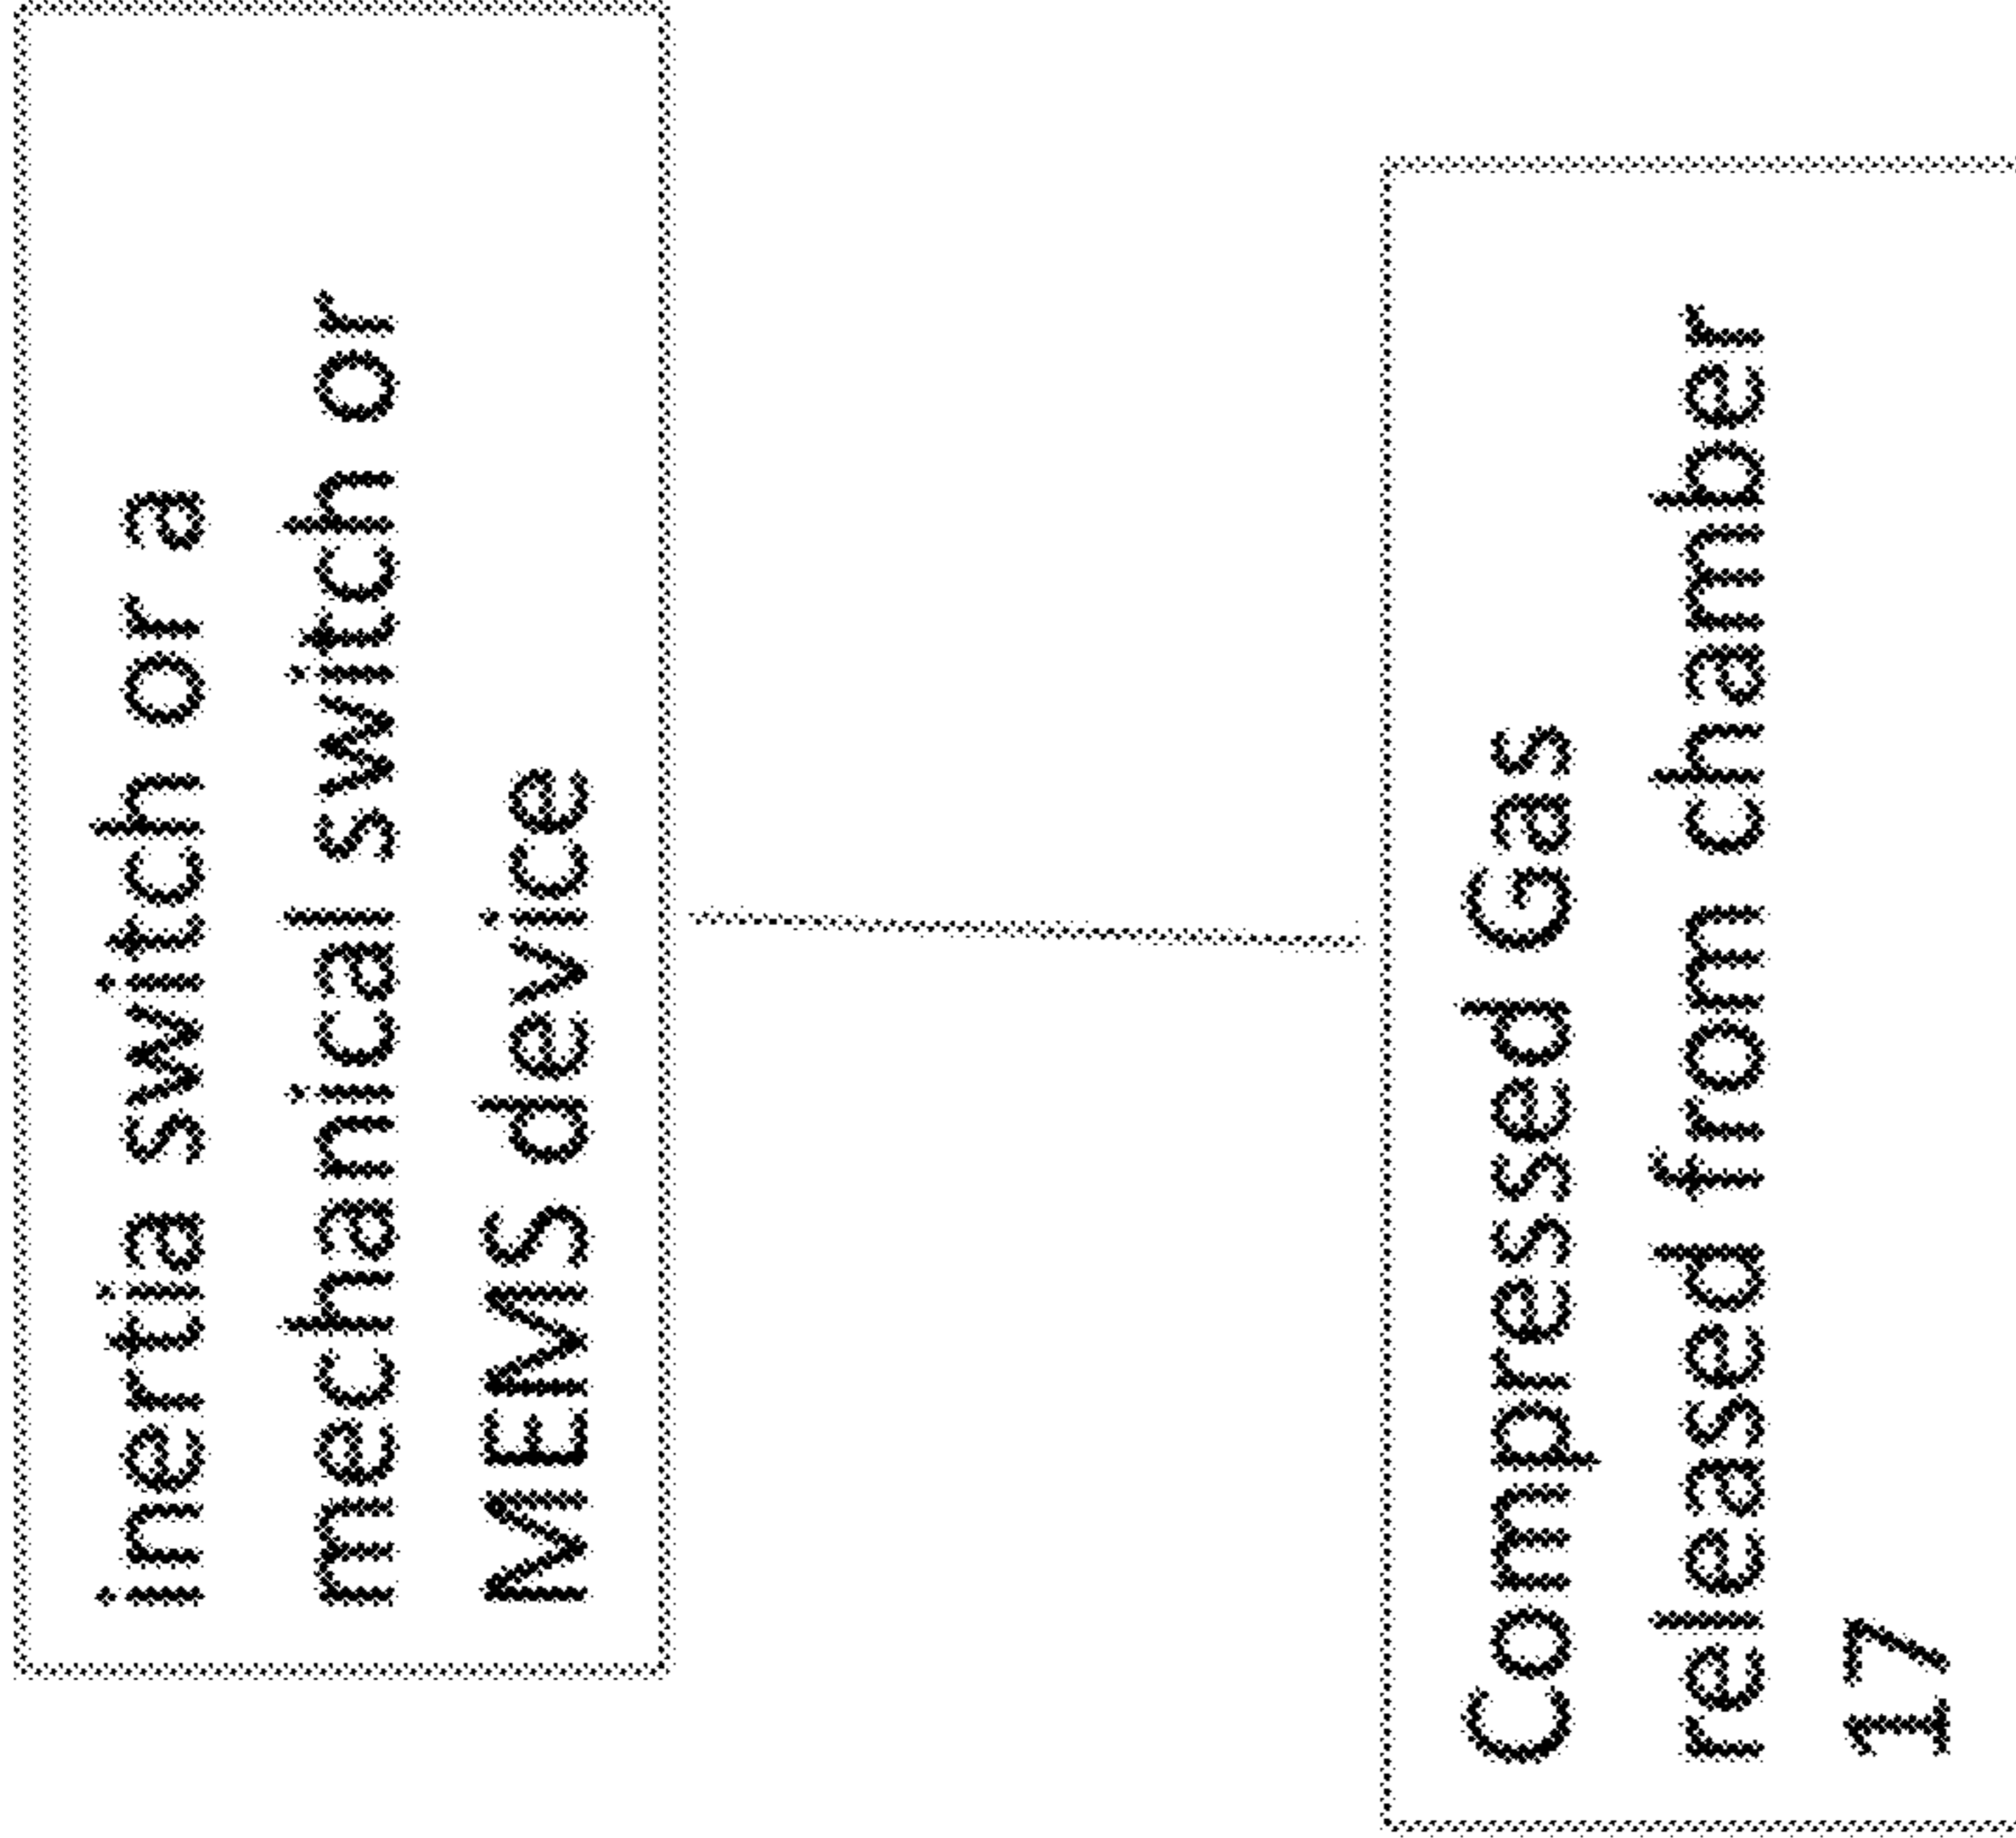 inertia switch or a
mechanical switch or
MEMS device
Compressed Gas
released from chamber
17